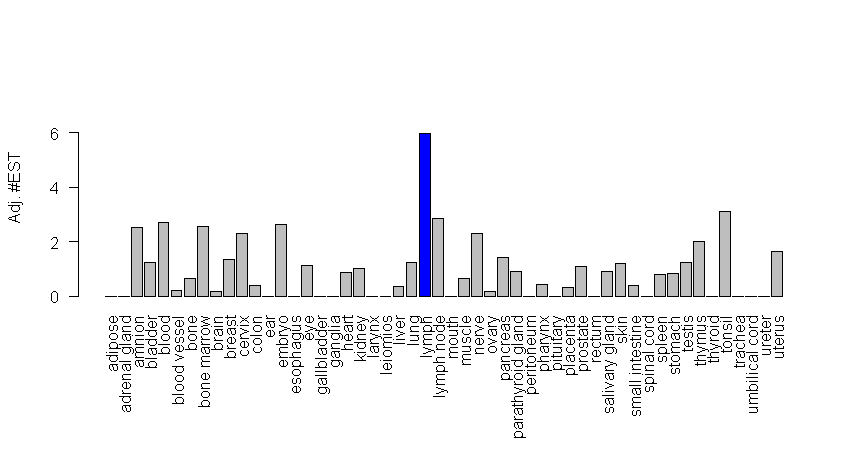 Adj. #EST
6
4
2
0
adipose
adrenal gland
amnion
bladder
blood
blood vessel
bone
bone marrow
brain
breast
cervix
colon
ear
embryo
esophagus
eye
gallbladder
ganglia
heart
kidney
larynx
leiomios
liver
lung
lymph
lymph node
mouth
muscle
nerve
ovary
pancreas
parathyroid gland
peritoneum
pharynx
pituitary
placenta
prostate
rectum
salivary gland
skin
small intestine
spinal cord
spleen
stomach
testis
thymus
thyroid
tonsil
trachea
umbilical cord
ureter
uterus